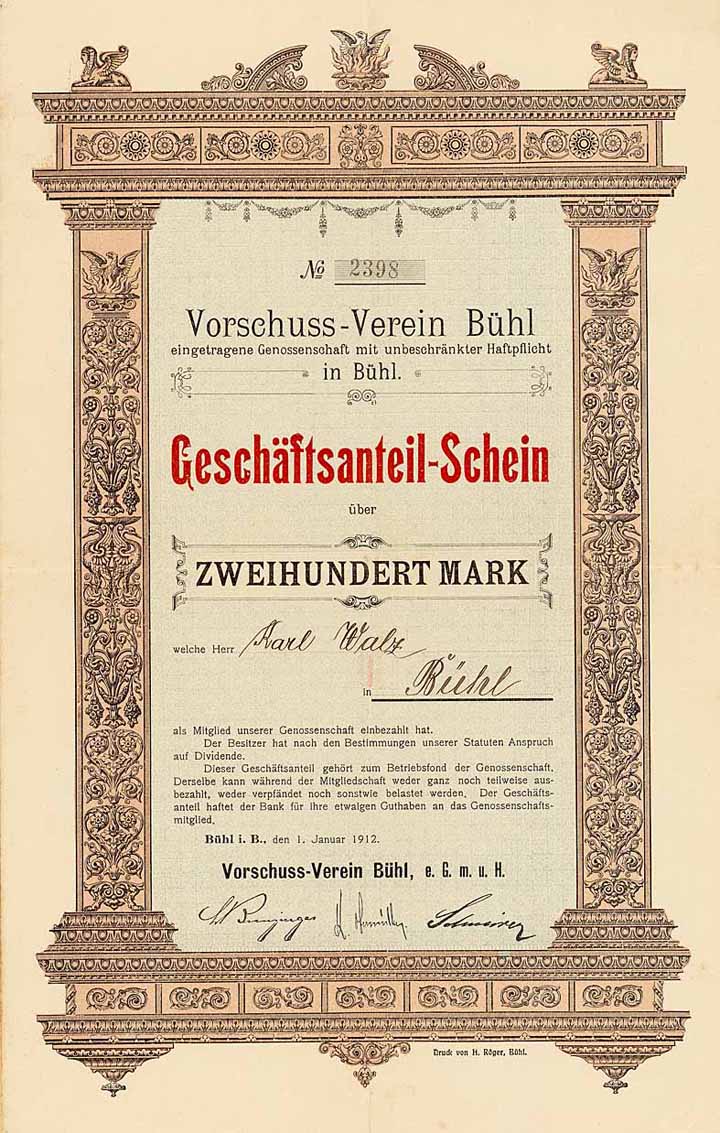 № 2398
Vorschuss-Verein Bühl
eingetragene Genossenschaft mit unbeschränkter Haftpflicht
in Bühl.
Geschäftsanteil-Schein
über
ZWEIHUNDERT MARK
welche Herr Karl Walz
in Bühl
als Mitglied unserer Genossenschaft einbezahlt hat.
Der Besitzer hat nach den Bestimmungen unserer Statuten Anspruch
auf Dividende.
Dieser Geschäftsanteil gehört zum Betriebsfond der Genossenschaft.
Derselbe kann während der Mitgliedschaft weder ganz noch teilweise aus-
bezahlt, weder verpfändet noch sonstwie belastet werden. Der Geschäfts-
anteil haftet der Bank für ihre etwaigen Guthaben an das Genossenschafts-
mitglied.
Bühl i. B., den 1. Januar 1912.
Vorschuss-Verein Bühl, e. G. m. u. H.
Druck von H. Röger, Bühl.